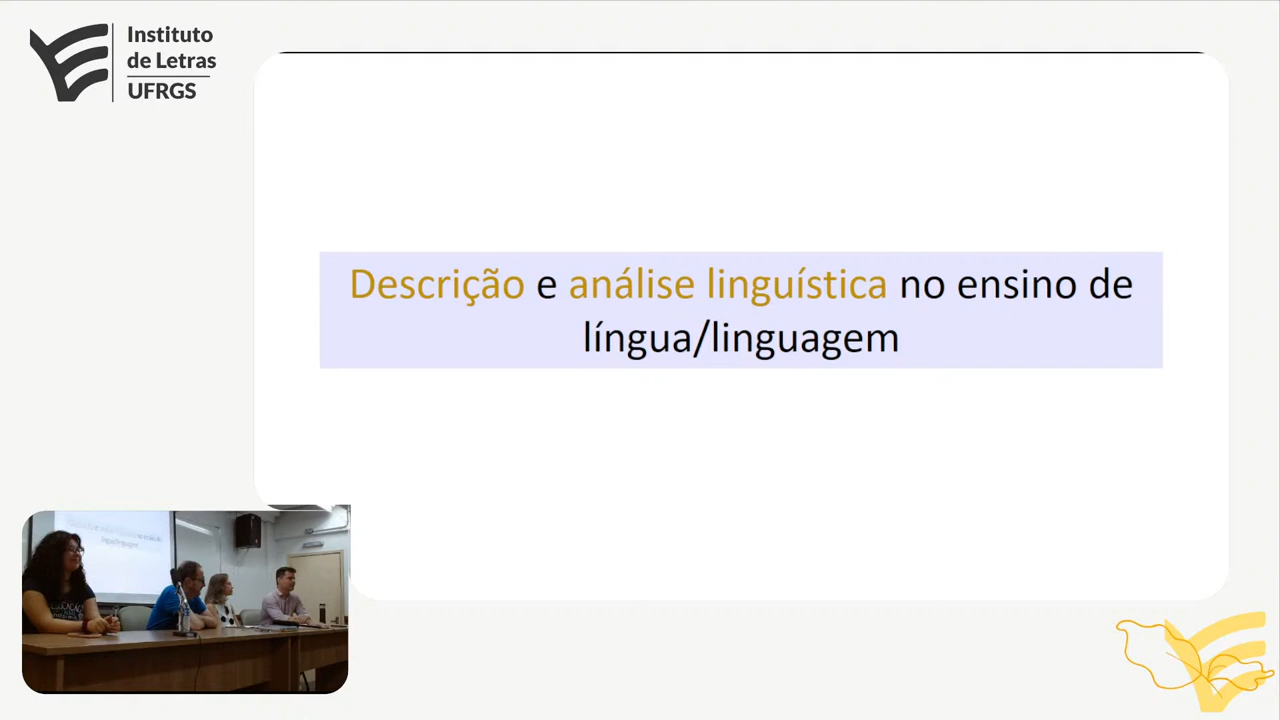 Instituto
de Letras
UFRGS
Descrição e análise linguística no ensino de
língua/linguagem